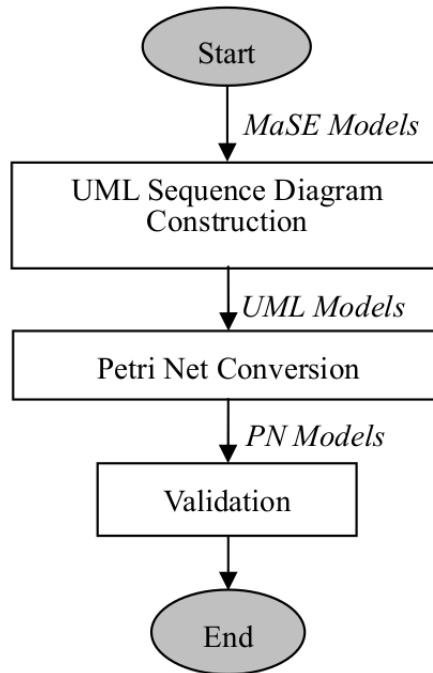 Start
MaSE Models
UML Sequence Diagram
Construction
UML Models
Petri Net Conversion
PN Models
Validation
End